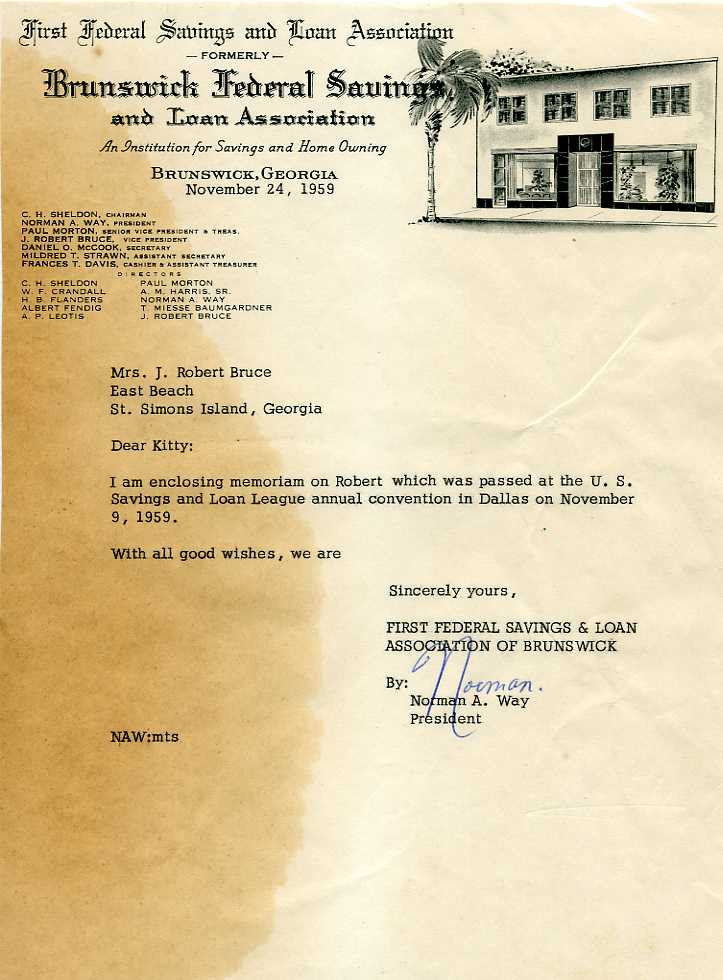 First Federal Savings and Loan Association
— FORMERLY —
Brunswick Federal Savings
and Loan Association
An Institution for Savings and Home Owning
BRUNSWICK, GEORGIA
November 24, 1959
C. H. SHELDON, CHAIRMAN
NORMAN A. WAY, PRESIDENT
PAUL MORTON, SENIOR VICE PRESIDENT & TREAS.
J. ROBERT BRUCE, VICE PRESIDENT
DANIEL O. McCOOK, SECRETARY
MILDRED T. STRAWN, ASSISTANT SECRETARY
FRANCES T. DAVIS, CASHIER & ASSISTANT TREASURER
DIRECTORS
C. H. SHELDON PAUL MORTON
W. F. CRANDALL A. M. HARRIS, SR.
H. B. FLANDERS NORMAN A. WAY
ALBERT FENDIG T. MIESSE BAUMGARDNER
A. P. LEOTIS J. ROBERT BRUCE
Mrs. J. Robert Bruce
East Beach
St. Simons Island, Georgia
Dear Kitty:
I am enclosing memoriam on Robert which was passed at the U. S.
Savings and Loan League annual convention in Dallas on November
9, 1959.
With all good wishes, we are
Sincerely yours,
FIRST FEDERAL SAVINGS & LOAN
ASSOCIATION OF BRUNSWICK
By: Norman.
Norman A. Way
President
NAW:mts